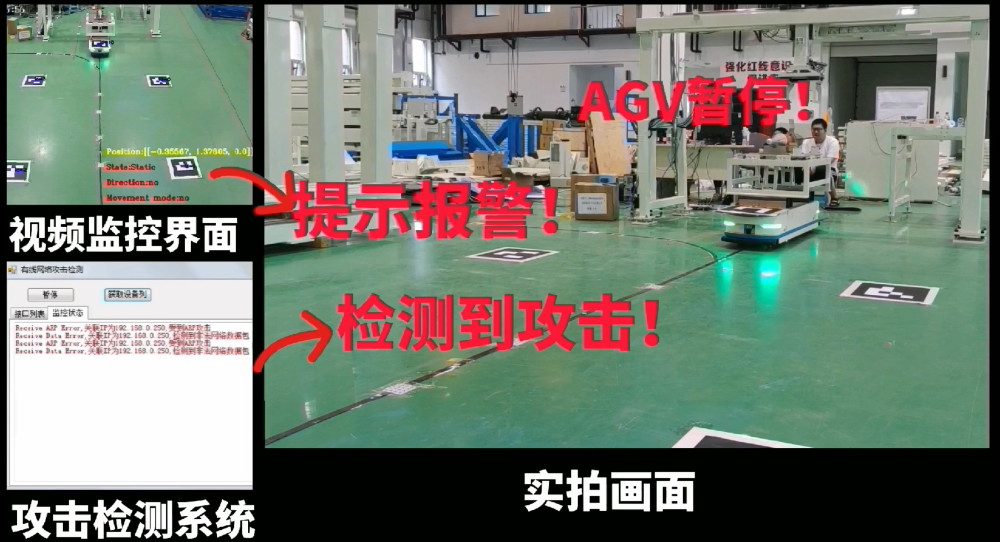 Position:[[-0.35567, 1.37805, 0.0]]
State:Static
Direction:no
Movement mode:no
视频监控界面
有线网络攻击检测
暂停
获取设备列
接口列表
监控状态
Receive ARP Error,关联IP为192.168.0.250,受到ARP攻击
Receive Data Error,关联IP为192.168.0.250,检测到非法网络数据包
Receive ARP Error,关联IP为192.168.0.250,受到ARP攻击
Receive Data Error,关联IP为192.168.0.250,检测到非法网络数据包
攻击检测系统
强化红线意识
AGV暂停!
提示报警!
检测到攻击!
实拍画面